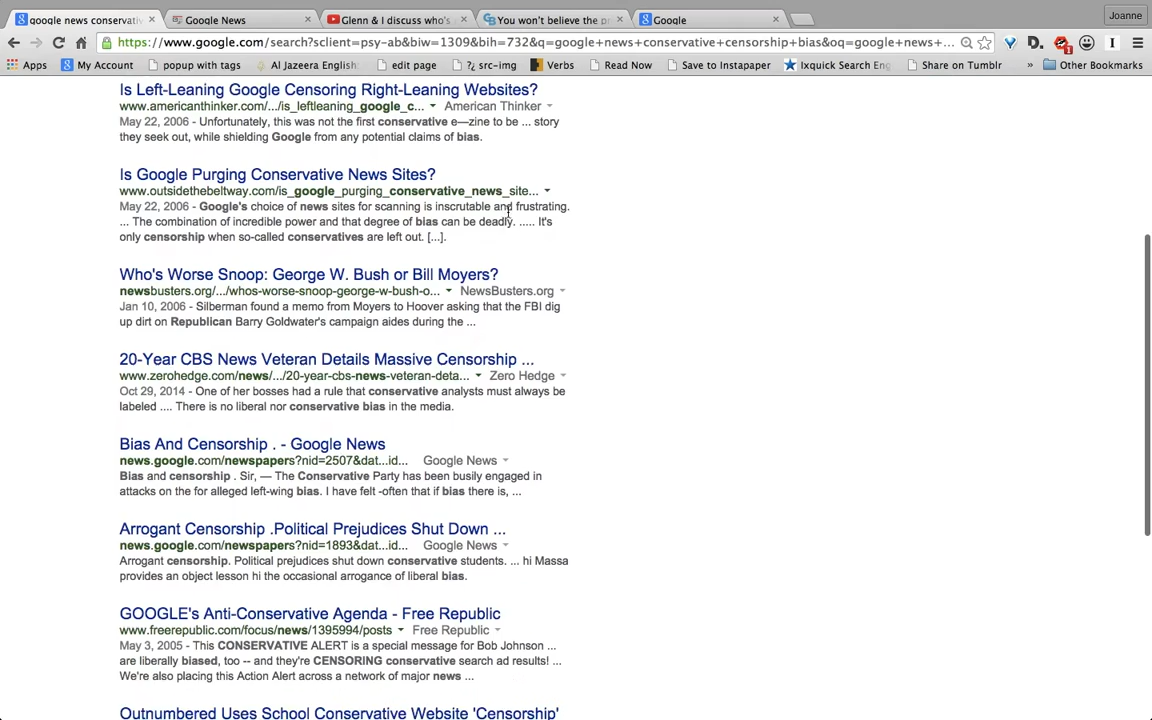 google news conservati
Google News
Glenn & I discuss who's
You won't believe the p
Google
Joanne
https://www.google.com/search?sclient=psy-ab&biw=1309&bih=732&q=google+news+conservative+censorship+bias&oq=google+news+...
Apps My Account popup with tags Al Jazeera English: edit page ?¿ src-img Verbs Read Now Save to Instapaper Ixquick Search Eng Share on Tumblr » Other Bookmarks
Is Left-Leaning Google Censoring Right-Leaning Websites?
www.americanthinker.com/.../is_leftleaning_google_c... American Thinker
May 22, 2006 - Unfortunately, this was not the first conservative e—zine to be ... story
they seek out, while shielding Google from any potential claims of bias.
Is Google Purging Conservative News Sites?
www.outsidethebeltway.com/is_google_purging_conservative_news_site...
May 22, 2006 - Google's choice of news sites for scanning is inscrutable and frustrating.
... The combination of incredible power and that degree of bias can be deadly. ..... It's
only censorship when so-called conservatives are left out. [...].
Who's Worse Snoop: George W. Bush or Bill Moyers?
newsbusters.org/.../whos-worse-snoop-george-w-bush-o... NewsBusters.org
Jan 10, 2006 - Silberman found a memo from Moyers to Hoover asking that the FBI dig
up dirt on Republican Barry Goldwater's campaign aides during the ...
20-Year CBS News Veteran Details Massive Censorship ...
www.zerohedge.com/news/.../20-year-cbs-news-veteran-deta... Zero Hedge
Oct 29, 2014 - One of her bosses had a rule that conservative analysts must always be
labeled .... There is no liberal nor conservative bias in the media.
Bias And Censorship . - Google News
news.google.com/newspapers?nid=2507&dat...id... Google News
Bias and censorship . Sir, — The Conservative Party has been busily engaged in
attacks on the for alleged left-wing bias. I have felt -often that if bias there is, ...
Arrogant Censorship .Political Prejudices Shut Down ...
news.google.com/newspapers?nid=1893&dat...id... Google News
Arrogant censorship. Political prejudices shut down conservative students. ... hi Massa
provides an object lesson hi the occasional arrogance of liberal bias.
GOOGLE's Anti-Conservative Agenda - Free Republic
www.freerepublic.com/focus/news/1395994/posts Free Republic
May 3, 2005 - This CONSERVATIVE ALERT is a special message for Bob Johnson ...
are liberally biased, too -- and they're CENSORING conservative search ad results! ...
We're also placing this Action Alert across a network of major news ...
Outnumbered Uses School Conservative Website 'Censorship'